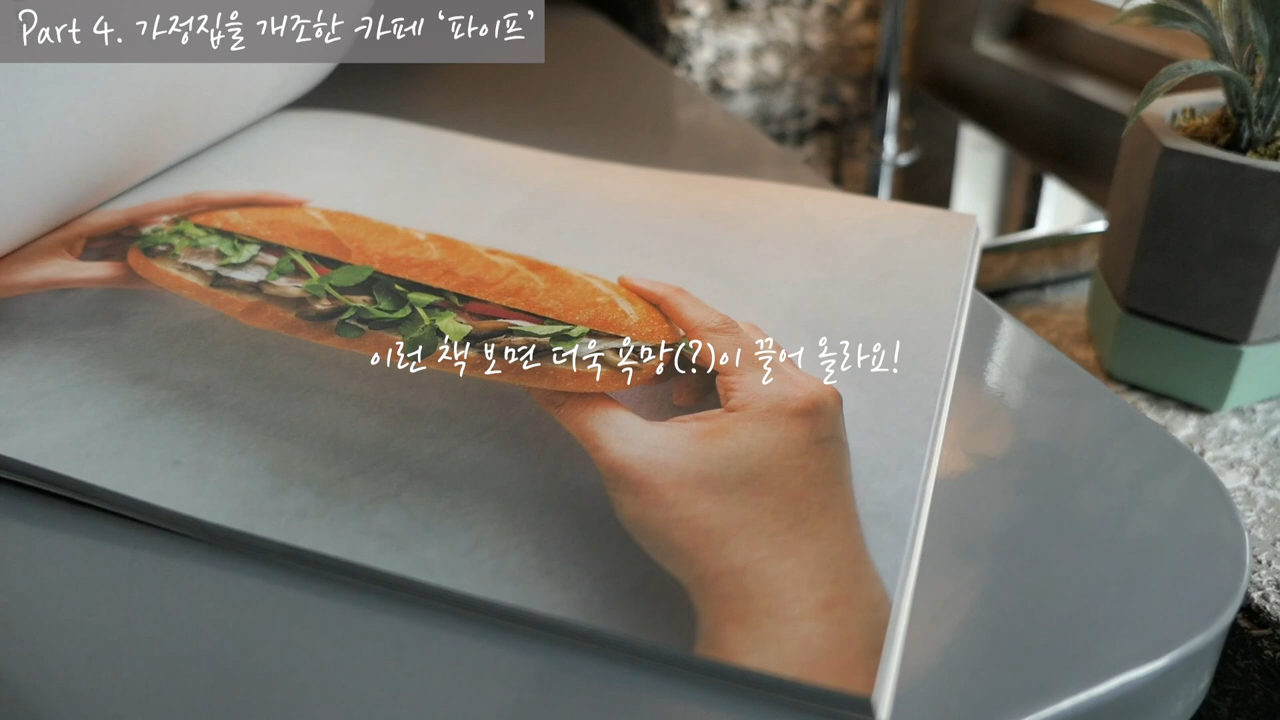 Part 4. 가정집을 개조한 카페 ‘파이프’
이런 책 보면 더욱 욕망(?)이 끌어 올라요!